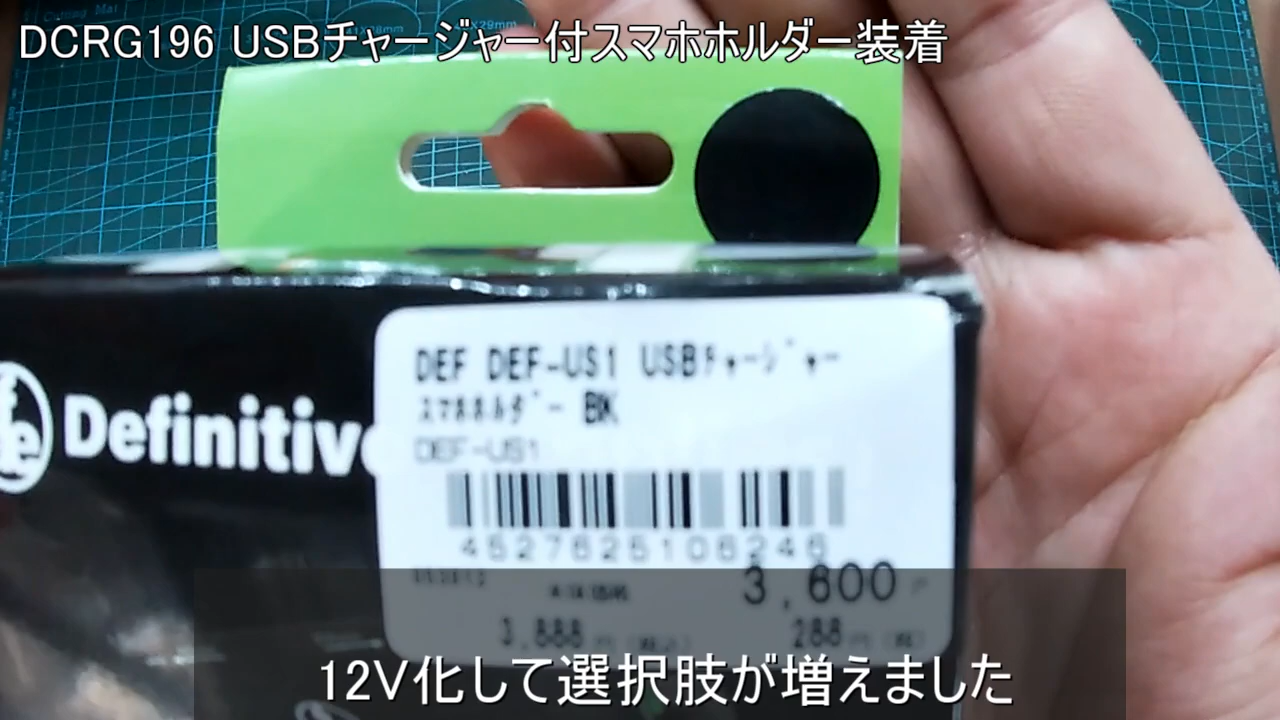 DCRG196 USBチャージャー付スマホホルダー装着
DEF DEF-US1 USBﾁｬｰｼﾞｬｰ
ｽﾏﾎﾎﾙﾀﾞｰ BK
DEF-US1
Definitive
3,600
3,888
288
12V化して選択肢が増えました